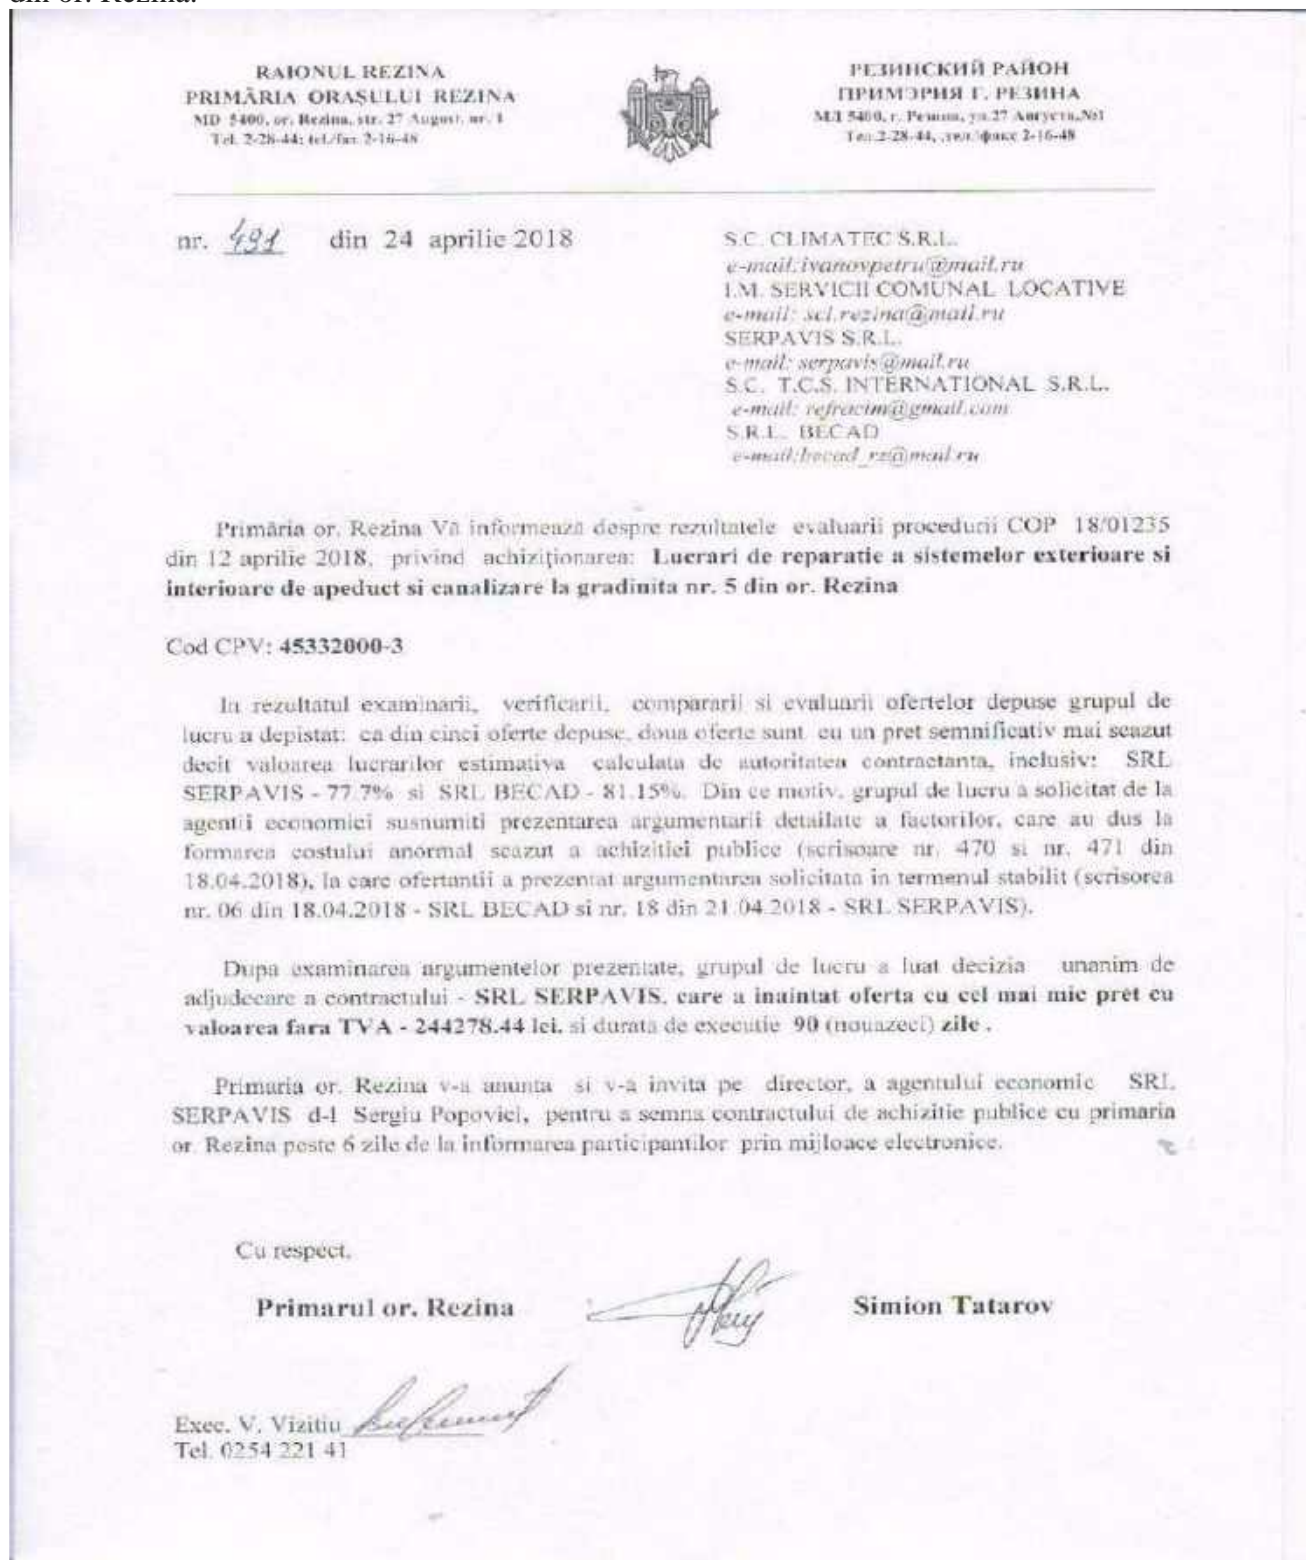 din or. Rezina.
RAIONUL REZINA
PRIMĂRIA ORAŞULUI REZINA
MD 5400, or. Rezina, str. 27 August, nr. 1
Tel. 2-28-44; tel./fax 2-16-48
РЕЗИНСКИЙ РАЙОН
ПРИМЭРИЯ Г. РЕЗИНА
МД 5400, г. Резина, ул.27 Августа,№1
Тел.2-28-44, .тел./факс 2-16-48
nr. 491 din 24 aprilie 2018
S.C. CLIMATEC S.R.L.
e-mail:ivanovpetru@mail.ru
I.M. SERVICII COMUNAL LOCATIVE
e-mail: scl.rezina@mail.ru
SERPAVIS S.R.L.
e-mail: serpavis@mail.ru
S.C. T.C.S. INTERNATIONAL S.R.L.
e-mail: refracim@gmail.com
S.R.L. BECAD
e-mail:becad_rz@mail.ru
Primăria or. Rezina Vă informează despre rezultatele evaluarii procedurii COP 18/01235
din 12 aprilie 2018, privind achiziţionarea: Lucrari de reparatie a sistemelor exterioare si
interioare de apeduct si canalizare la gradinita nr. 5 din or. Rezina
Cod CPV: 45332000-3
In rezultatul examinarii, verificarii, compararii si evaluarii ofertelor depuse grupul de
lucru a depistat: ca din cinci oferte depuse, doua oferte sunt cu un pret semnificativ mai scazut
decit valoarea lucrarilor estimativa calculata de autoritatea contractanta, inclusiv: SRL
SERPAVIS - 77.7% si SRL BECAD - 81.15%. Din ce motiv, grupul de lucru a solicitat de la
agentii economici susnumiti prezentarea argumentarii detailate a factorilor, care au dus la
formarea costului anormal scazut a achizitiei publice (scrisoare nr. 470 si nr. 471 din
18.04.2018), la care ofertantii a prezentat argumentarea solicitata in termenul stabilit (scrisorea
nr. 06 din 18.04.2018 - SRL BECAD si nr. 18 din 21.04.2018 - SRL SERPAVIS).
Dupa examinarea argumentelor prezentate, grupul de lucru a luat decizia unanim de
adjudecare a contractului - SRL SERPAVIS, care a inaintat oferta cu cel mai mic pret cu
valoarea fara TVA - 244278.44 lei, si durata de executie 90 (nouazeci) zile .
Primaria or. Rezina v-a anunta si v-a invita pe director, a agentului economic SRL
SERPAVIS d-l Sergiu Popovici, pentru a semna contractului de achizitie publice cu primaria
or. Rezina peste 6 zile de la informarea participantilor prin mijloace electronice.
Cu respect,
Primarul or. Rezina Simion Tatarov
Exec. V. Vizitiu
Tel. 0254 221 41